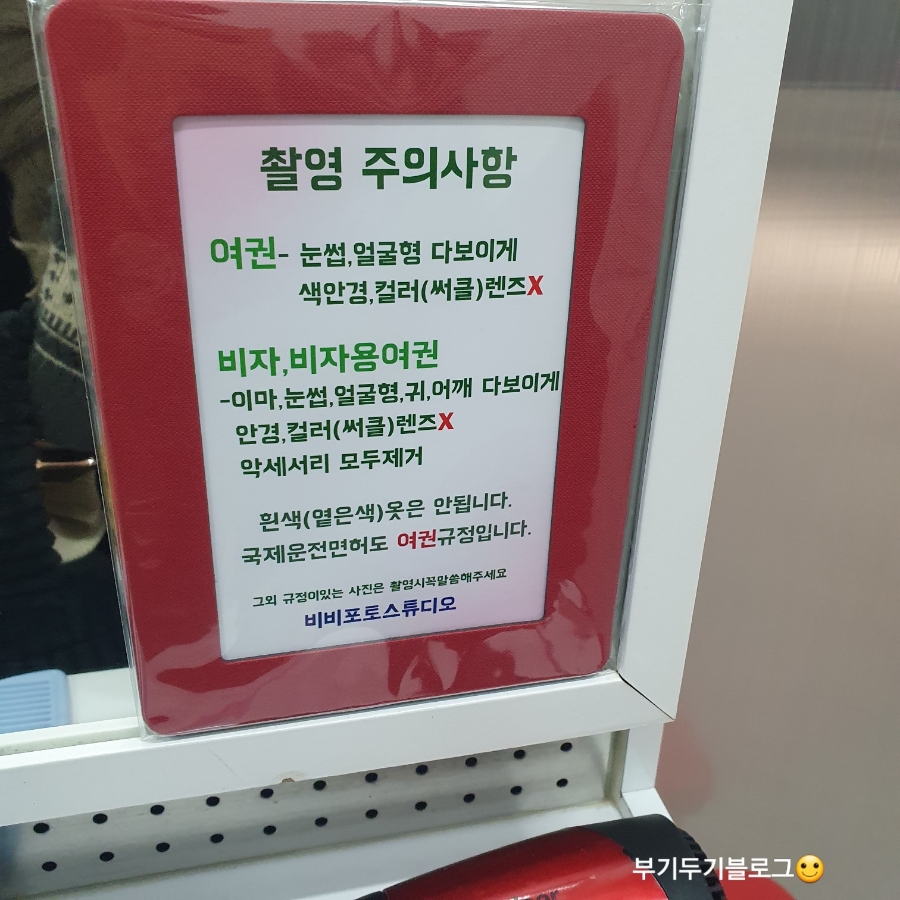 촬영 주의사항
여권- 눈썹,얼굴형 다보이게
색안경,컬러(써클)렌즈X
비자,비자용여권
-이마,눈썹,얼굴형,귀,어깨 다보이게
안경,컬러(써클)렌즈X
악세서리 모두제거
흰색(옅은색)옷은 안됩니다.
국제운전면허도 여권규정입니다.
그외 규정이있는 사진은 촬영시꼭말씀해주세요
비비포토스튜디오
부기두기블로그